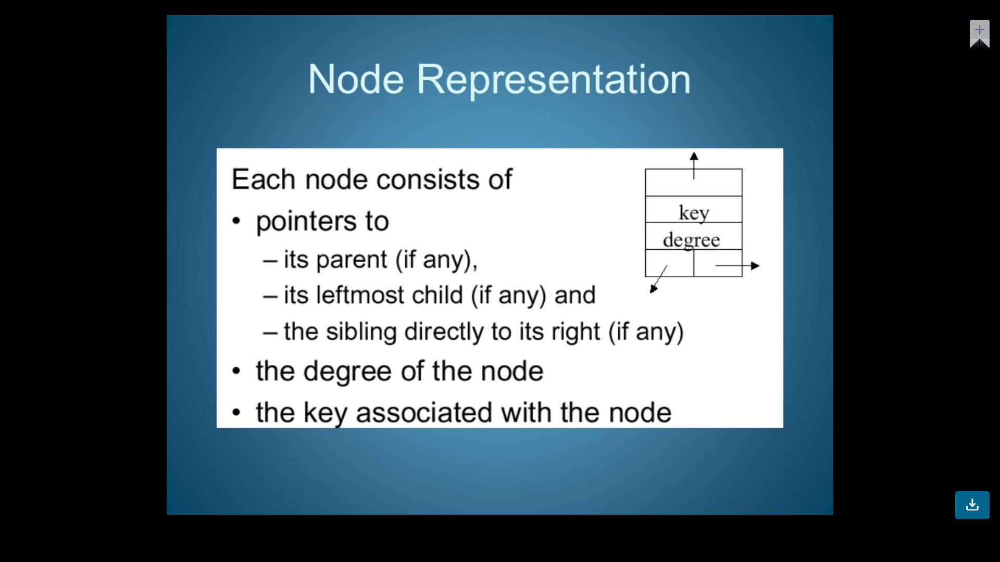 Node Representation
Each node consists of
• pointers to
– its parent (if any),
– its leftmost child (if any) and
– the sibling directly to its right (if any)
• the degree of the node
• the key associated with the node
key
degree